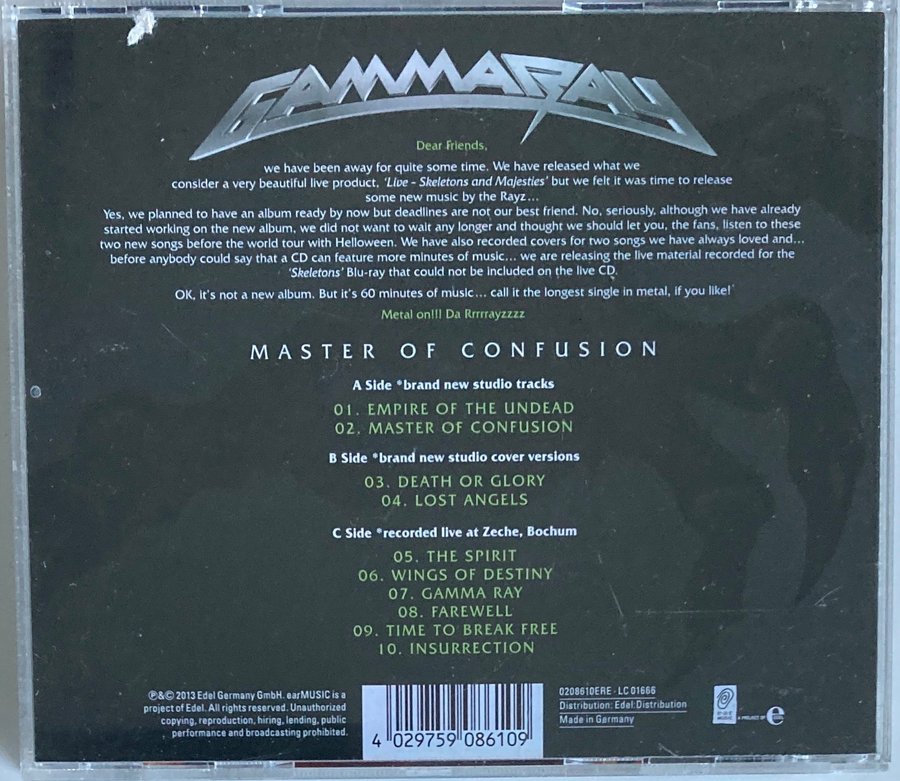 GAMMARAY
Dear Friends,
we have been away for quite some time. We have released what we
consider a very beautiful live product, 'Live - Skeletons and Majesties' but we felt it was time to release
some new music by the Rayz...
Yes, we planned to have an album ready by now but deadlines are not our best friend. No, seriously, although we have already
started working on the new album, we did not want to wait any longer and thought we should let you, the fans, listen to these
two new songs before the world tour with Helloween. We have also recorded covers for two songs we have always loved and...
before anybody could say that a CD can feature more minutes of music... we are releasing the live material recorded for the
'Skeletons' Blu-ray that could not be included on the live CD.
OK, it's not a new album. But it's 60 minutes of music... call it the longest single in metal, if you like!
Metal on!!! Da Rrrrrayzzzz
MASTER OF CONFUSION
A Side *brand new studio tracks
01. EMPIRE OF THE UNDEAD
02. MASTER OF CONFUSION
B Side *brand new studio cover versions
03. DEATH OR GLORY
04. LOST ANGELS
C Side *recorded live at Zeche, Bochum
05. THE SPIRIT
06. WINGS OF DESTINY
07. GAMMA RAY
08. FAREWELL
09. TIME TO BREAK FREE
10. INSURRECTION
℗&© 2013 Edel Germany GmbH. earMUSIC is a
project of Edel. All rights reserved. Unauthorized
copying, reproduction, hiring, lending, public
performance and broadcasting prohibited.
4 029759 086109
0208610ERE · LC 01666
Distribution: Edel:Distribution
Made in Germany
EAR
MUSIC
A PROJECT OF
EDEL